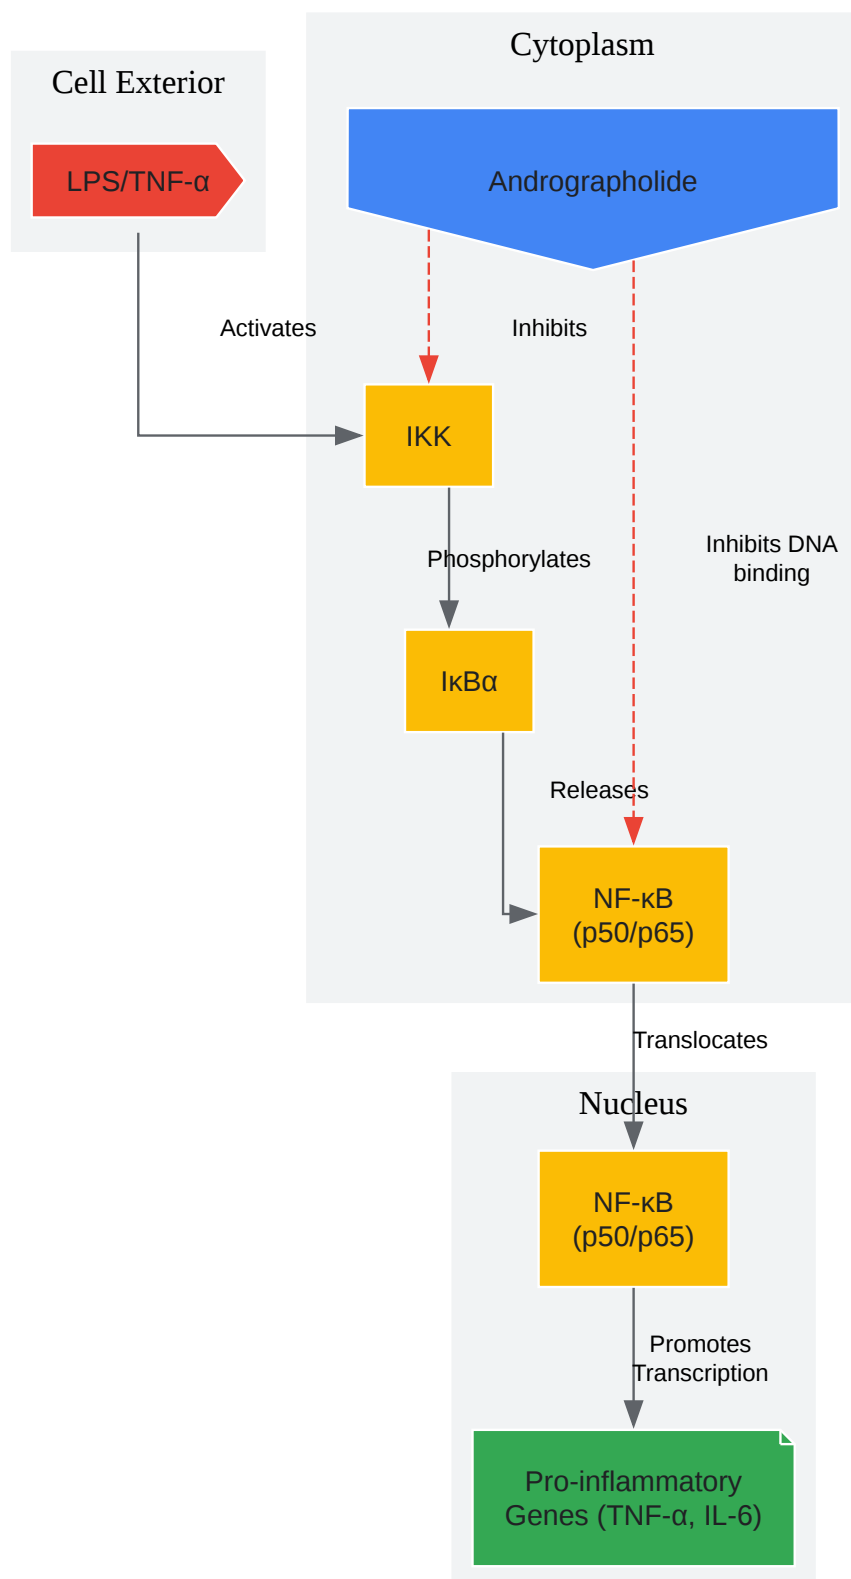 Cytoplasm
Cell Exterior
LPS/TNF-α
Andrographolide
Activates
Inhibits
IKK
Phosphorylates
Inhibits DNA
binding
IκBα
Releases
NF-κB
(p50/p65)
Translocates
Nucleus
NF-κB
(p50/p65)
Promotes
Transcription
Pro-inflammatory
Genes (TNF-α, IL-6)